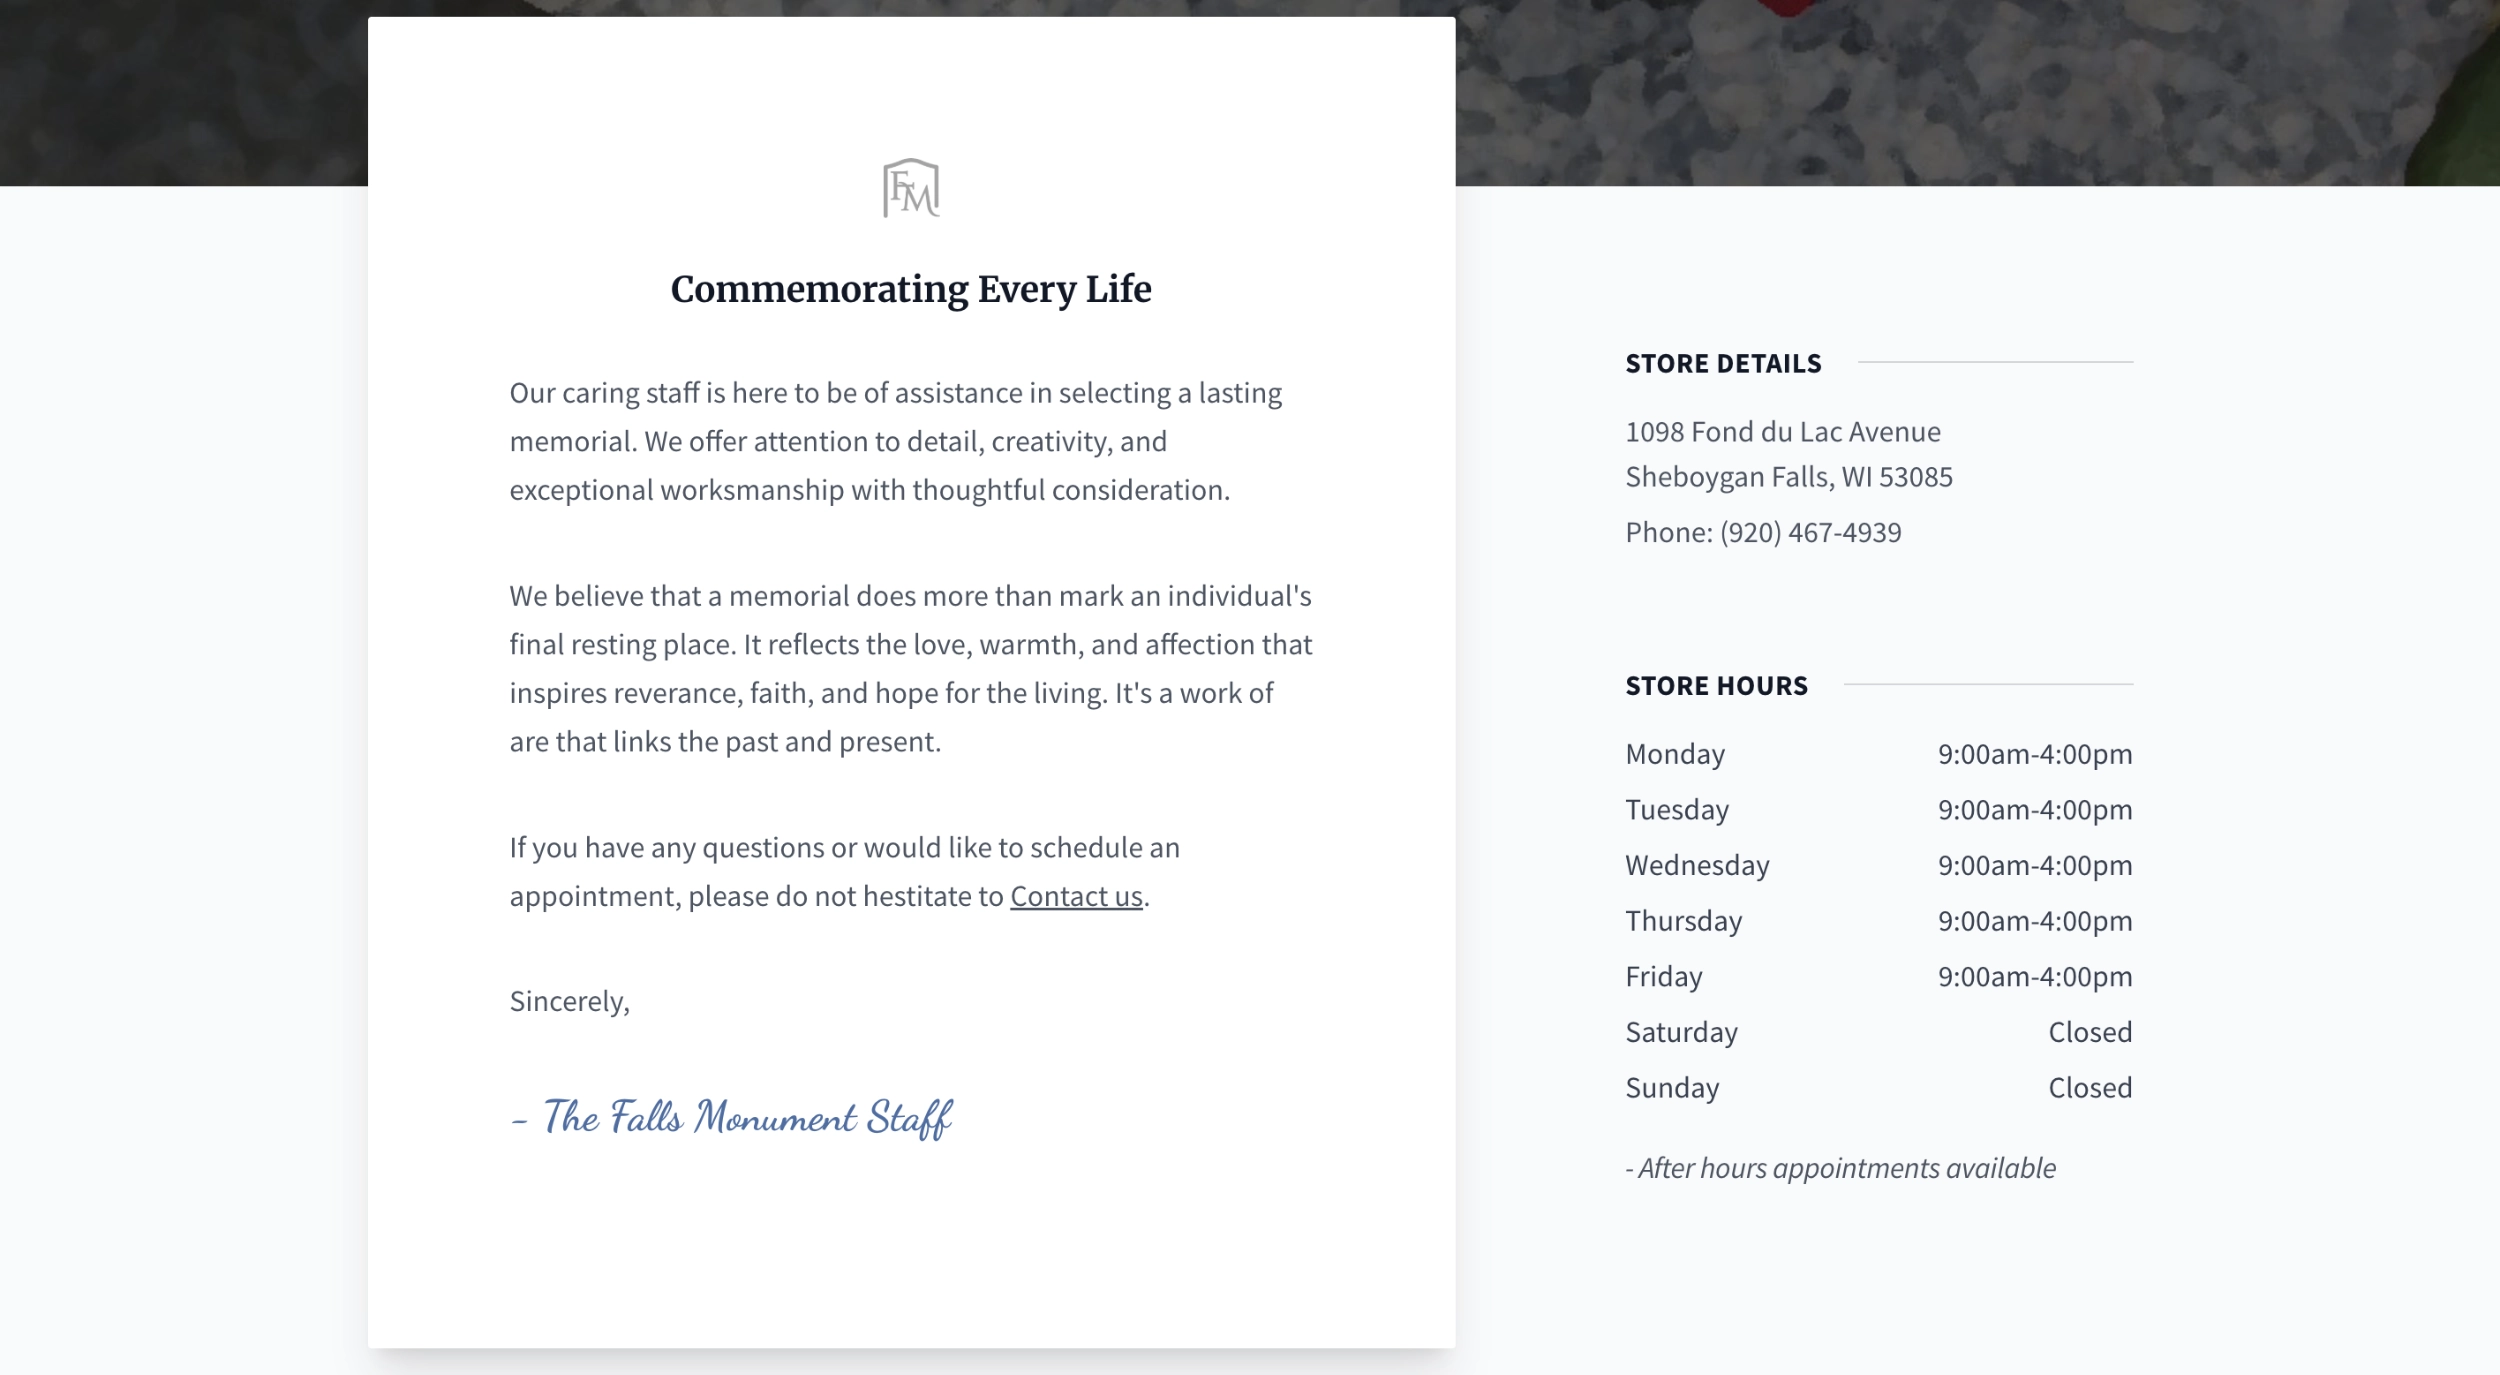 FM
Commemorating Every Life
Our caring staff is here to be of assistance in selecting a lasting
memorial. We offer attention to detail, creativity, and
exceptional worksmanship with thoughtful consideration.
We believe that a memorial does more than mark an individual's
final resting place. It reflects the love, warmth, and affection that
inspires reverance, faith, and hope for the living. It's a work of
are that links the past and present.
If you have any questions or would like to schedule an
appointment, please do not hestitate to Contact us.
Sincerely,
- The Falls Monument Staff
STORE DETAILS
1098 Fond du Lac Avenue
Sheboygan Falls, WI 53085
Phone: (920) 467-4939
STORE HOURS
Monday 9:00am-4:00pm
Tuesday 9:00am-4:00pm
Wednesday 9:00am-4:00pm
Thursday 9:00am-4:00pm
Friday 9:00am-4:00pm
Saturday Closed
Sunday Closed
- After hours appointments available